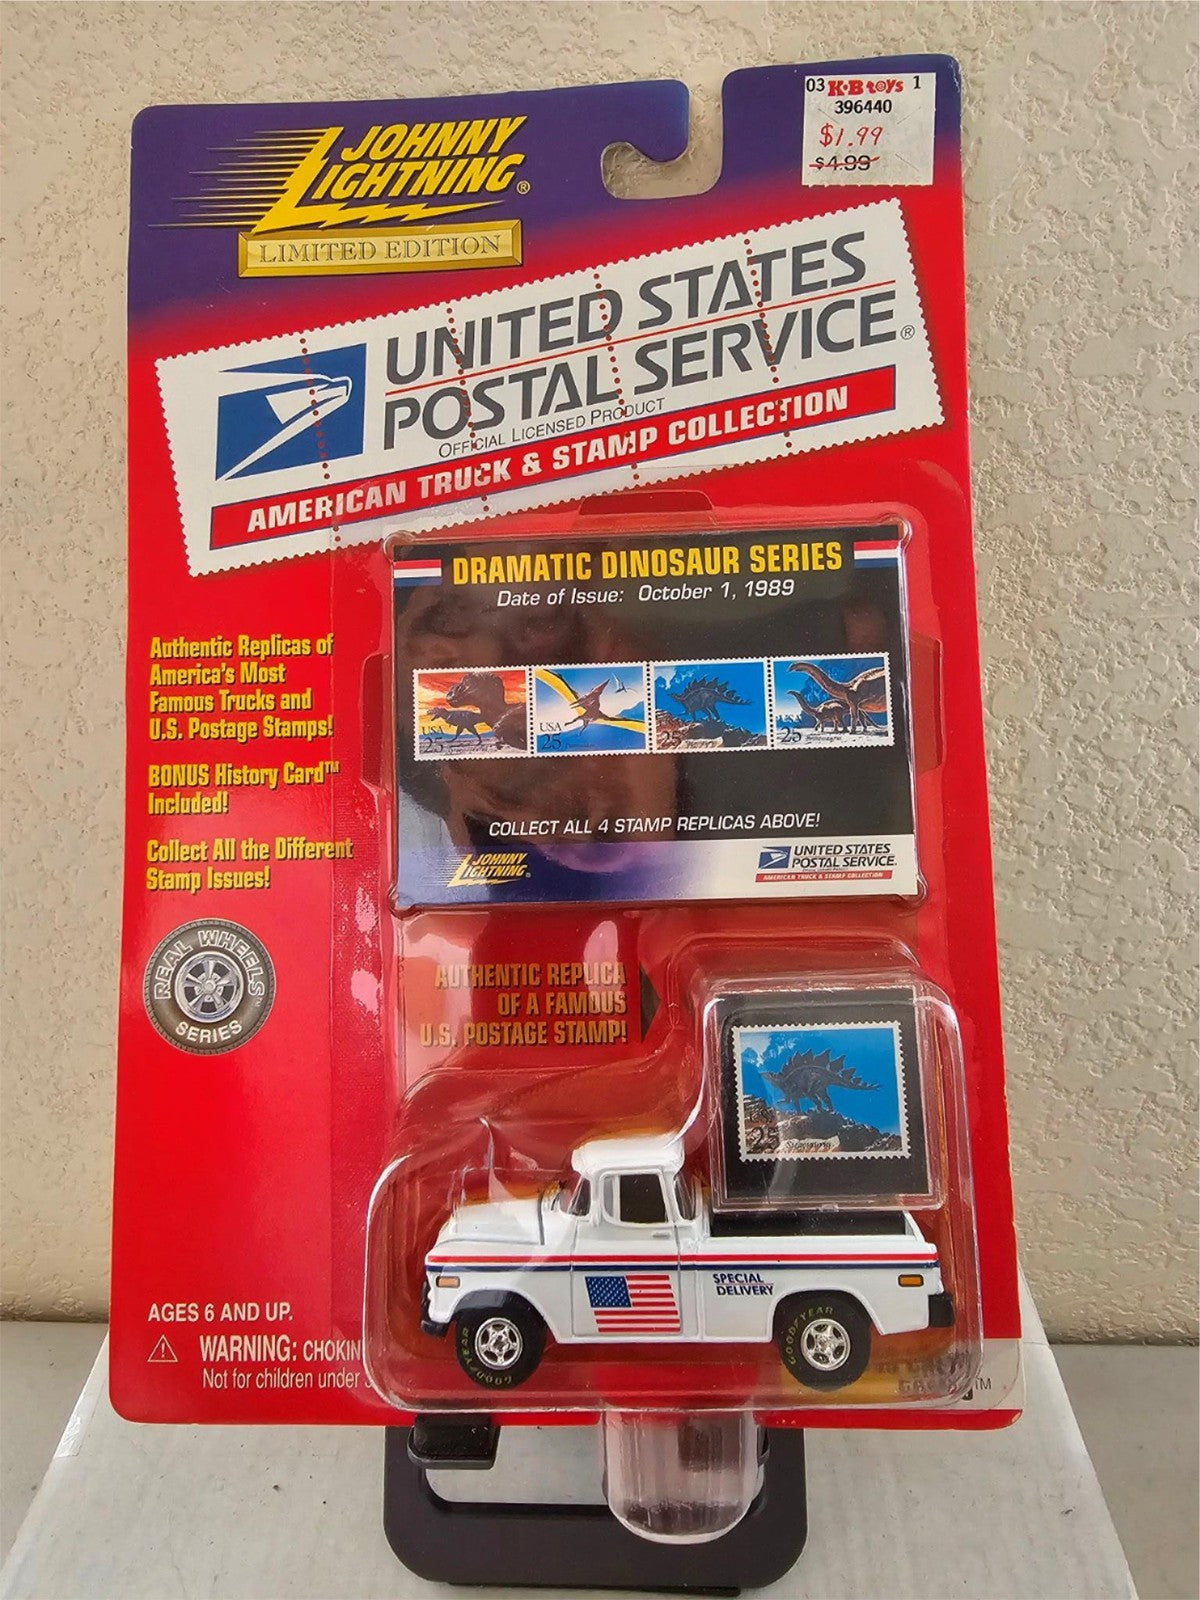 03 K·B toys 1
396440
$1.99
$4.99
JOHNNY
LIGHTNING®
LIMITED EDITION
UNITED STATES
POSTAL SERVICE®
OFFICIAL LICENSED PRODUCT
AMERICAN TRUCK & STAMP COLLECTION
DRAMATIC DINOSAUR SERIES
Date of Issue: October 1, 1989
USA
25
USA
25
25
USA
25
COLLECT ALL 4 STAMP REPLICAS ABOVE!
JOHNNY
LIGHTNING®
UNITED STATES
POSTAL SERVICE.
AMERICAN TRUCK & STAMP COLLECTION
Authentic Replicas of
America's Most
Famous Trucks and
U.S. Postage Stamps!
BONUS History Card™
Included!
Collect All the Different
Stamp Issues!
REAL WHEELS™
SERIES
AUTHENTIC REPLICA
OF A FAMOUS
U.S. POSTAGE STAMP!
USA
25
SPECIAL
DELIVERY
GOODYEAR
GOODYEAR
AGES 6 AND UP.
WARNING: CHOKIN
Not for children under
TM